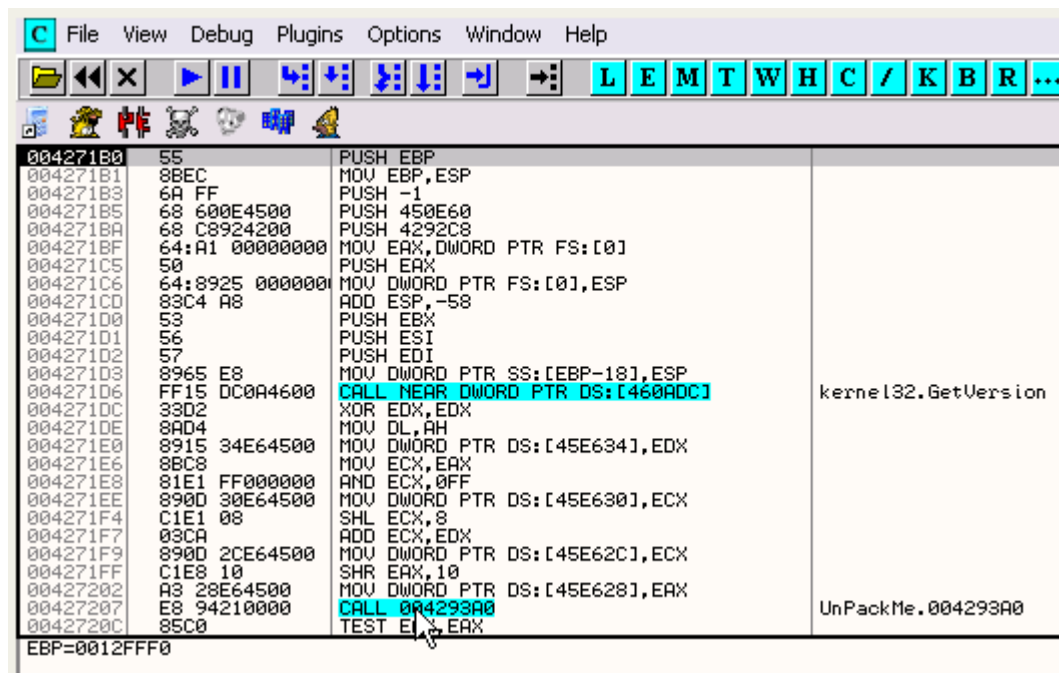 C File View Debug Plugins Options Window Help
L E M T W H C / K B R ...
004271B0 55 PUSH EBP
004271B1 8BEC MOV EBP,ESP
004271B3 6A FF PUSH -1
004271B5 68 600E4500 PUSH 450E60
004271BA 68 C8924200 PUSH 4292C8
004271BF 64:A1 00000000 MOV EAX,DWORD PTR FS:[0]
004271C5 50 PUSH EAX
004271C6 64:8925 000000 MOV DWORD PTR FS:[0],ESP
004271CD 83C4 A8 ADD ESP,-58
004271D0 53 PUSH EBX
004271D1 56 PUSH ESI
004271D2 57 PUSH EDI
004271D3 8965 E8 MOV DWORD PTR SS:[EBP-18],ESP
004271D6 FF15 DC0A4600 CALL NEAR DWORD PTR DS:[460ADC] kernel32.GetVersion
004271DC 33D2 XOR EDX,EDX
004271DE 8AD4 MOV DL,AH
004271E0 8915 34E64500 MOV DWORD PTR DS:[45E634],EDX
004271E6 8BC8 MOV ECX,EAX
004271E8 81E1 FF000000 AND ECX,0FF
004271EE 890D 30E64500 MOV DWORD PTR DS:[45E630],ECX
004271F4 C1E1 08 SHL ECX,8
004271F7 03CA ADD ECX,EDX
004271F9 890D 2CE64500 MOV DWORD PTR DS:[45E62C],ECX
004271FF C1E8 10 SHR EAX,10
00427202 A3 28E64500 MOV DWORD PTR DS:[45E628],EAX
00427207 E8 94210000 CALL 004293A0 UnPackMe.004293A0
0042720C 85C0 TEST EAX,EAX
EBP=0012FFF0